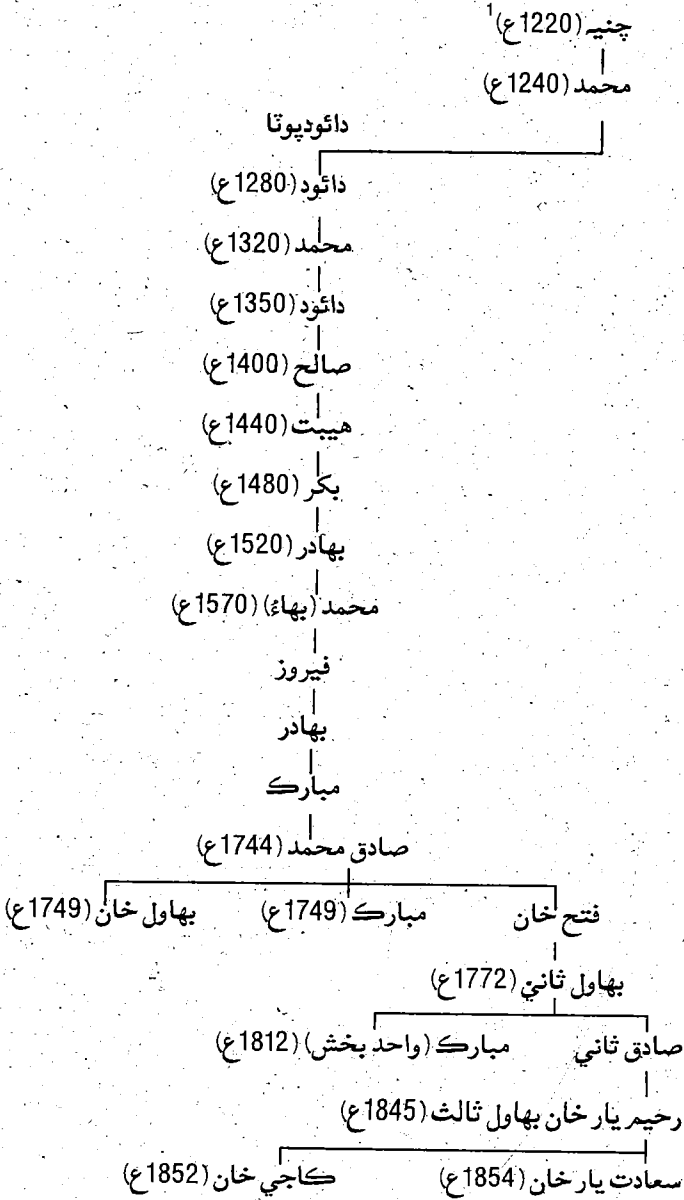 چنيہ (1220ع)¹
محمد (1240ع)
دائودپوٽا
دائود (1280ع)
محمد (1320ع)
دائود (1350ع)
صالح (1400ع)
هيبت (1440ع)
بکر (1480ع)
بهادر (1520ع)
محمد (بهاءُ) (1570ع)
فيروز
بهادر
مبارڪ
صادق محمد (1744ع)
فتح خان مبارڪ (1749ع) بهاول خان (1749ع)
بهاول ثاني (1772ع)
صادق ثاني مبارڪ (واحد بخش) (1812ع)
رحيم يار خان بهاول ثالث (1845ع)
سعادت يار خان (1854ع) ڪاجي خان (1852ع)